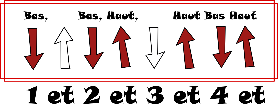 Bas, Bas, Haut, Haut Bas Haut
1 et 2 et 3 et 4 et